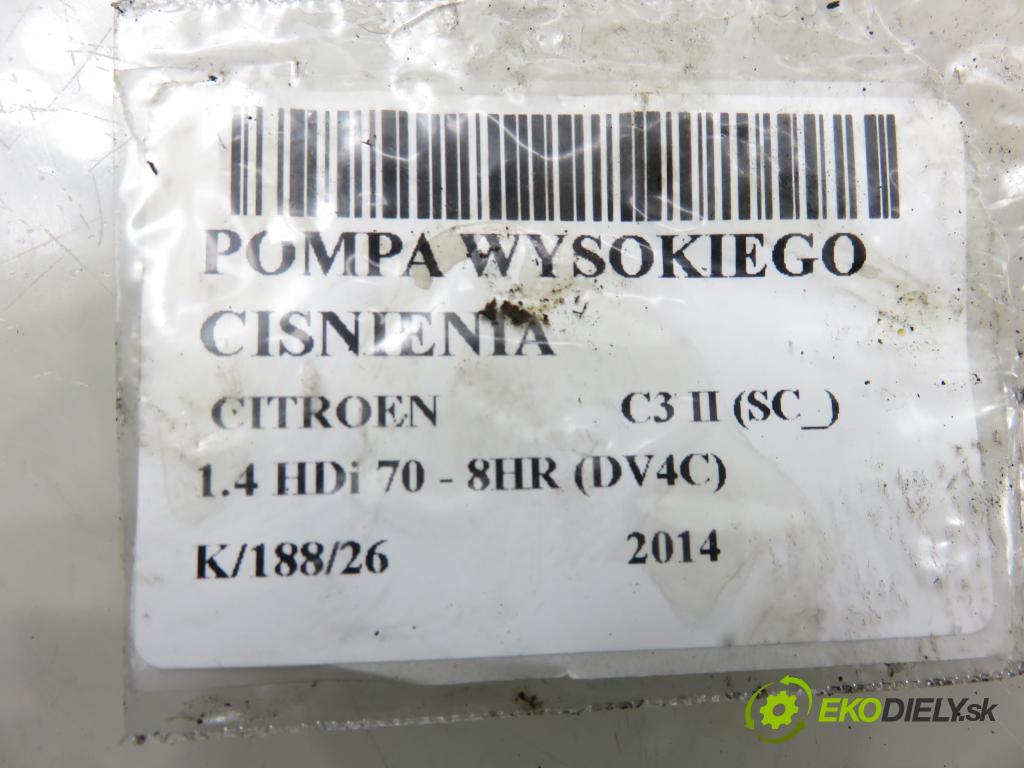 POMPA WYSOKIEGO
CISNIENIA
CITROEN C3 II (SC_)
1.4 HDi 70 - 8HR (DV4C)
K/188/26 2014
EKODIELY.sk